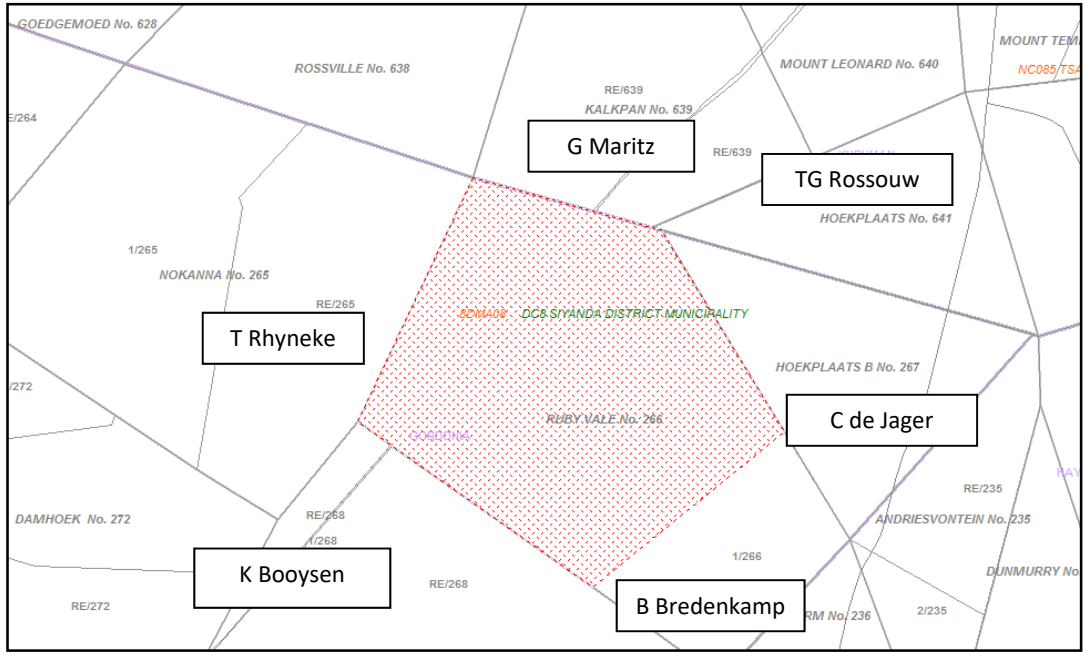 GOEDGEMOED No. 628
ROSSVILLE No. 638
MOUNT LEONARD No. 640
MOUNT TEM
NC085 TSA
RE/639
KALKPAN No. 639
E/264
G Maritz
RE/639
TG Rossouw
HOEKPLAATS No. 641
1/265
NOKANNA No. 265
RE/265
8DMA08
DC8 SIYANDA DISTRICT MUNICIPALITY
T Rhyneke
HOEKPLAATS B No. 267
/272
RUBY VALE No. 266
C de Jager
GORDONIA
KAY
RE/235
DAMHOEK No. 272
RE/268
ANDRIESVONTEIN No. 235
1/268
K Booysen
RE/268
1/266
DUNMURRY No.
RE/272
B Bredenkamp
RM No. 236
2/235